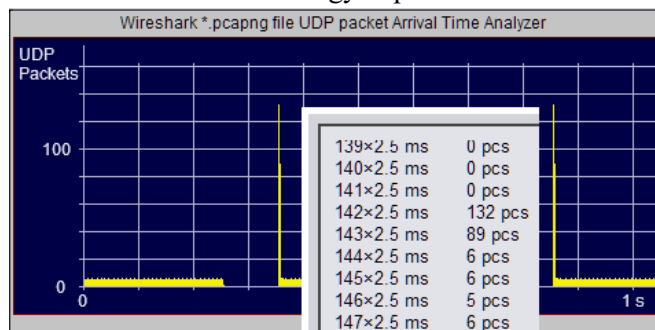 Wireshark *.pcapng file UDP packet Arrival Time Analyzer
UDP
Packets
100
0
0
1 s
139×2.5 ms 0 pcs
140×2.5 ms 0 pcs
141×2.5 ms 0 pcs
142×2.5 ms 132 pcs
143×2.5 ms 89 pcs
144×2.5 ms 6 pcs
145×2.5 ms 6 pcs
146×2.5 ms 5 pcs
147×2.5 ms 6 pcs